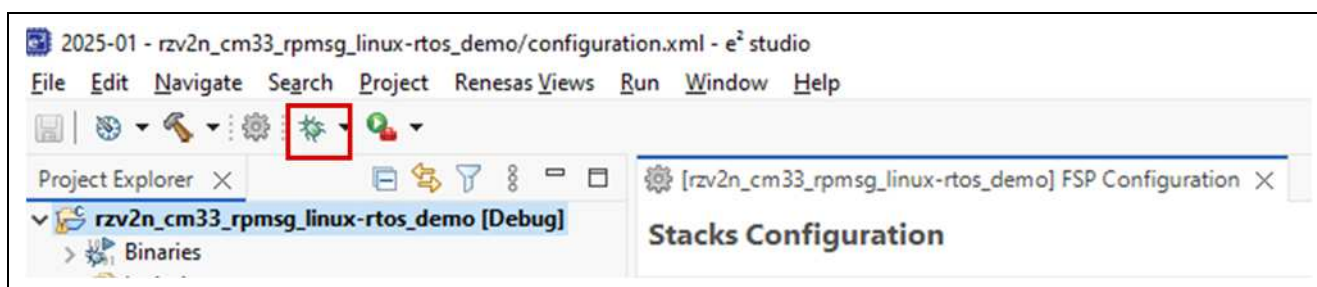 2025-01 - rzv2n_cm33_rpmsg_linux-rtos_demo/configuration.xml - e² studio
File Edit Navigate Search Project Renesas Views Run Window Help
Project Explorer
[rzv2n_cm33_rpmsg_linux-rtos_demo] FSP Configuration
rzv2n_cm33_rpmsg_linux-rtos_demo [Debug]
Stacks Configuration
Binaries